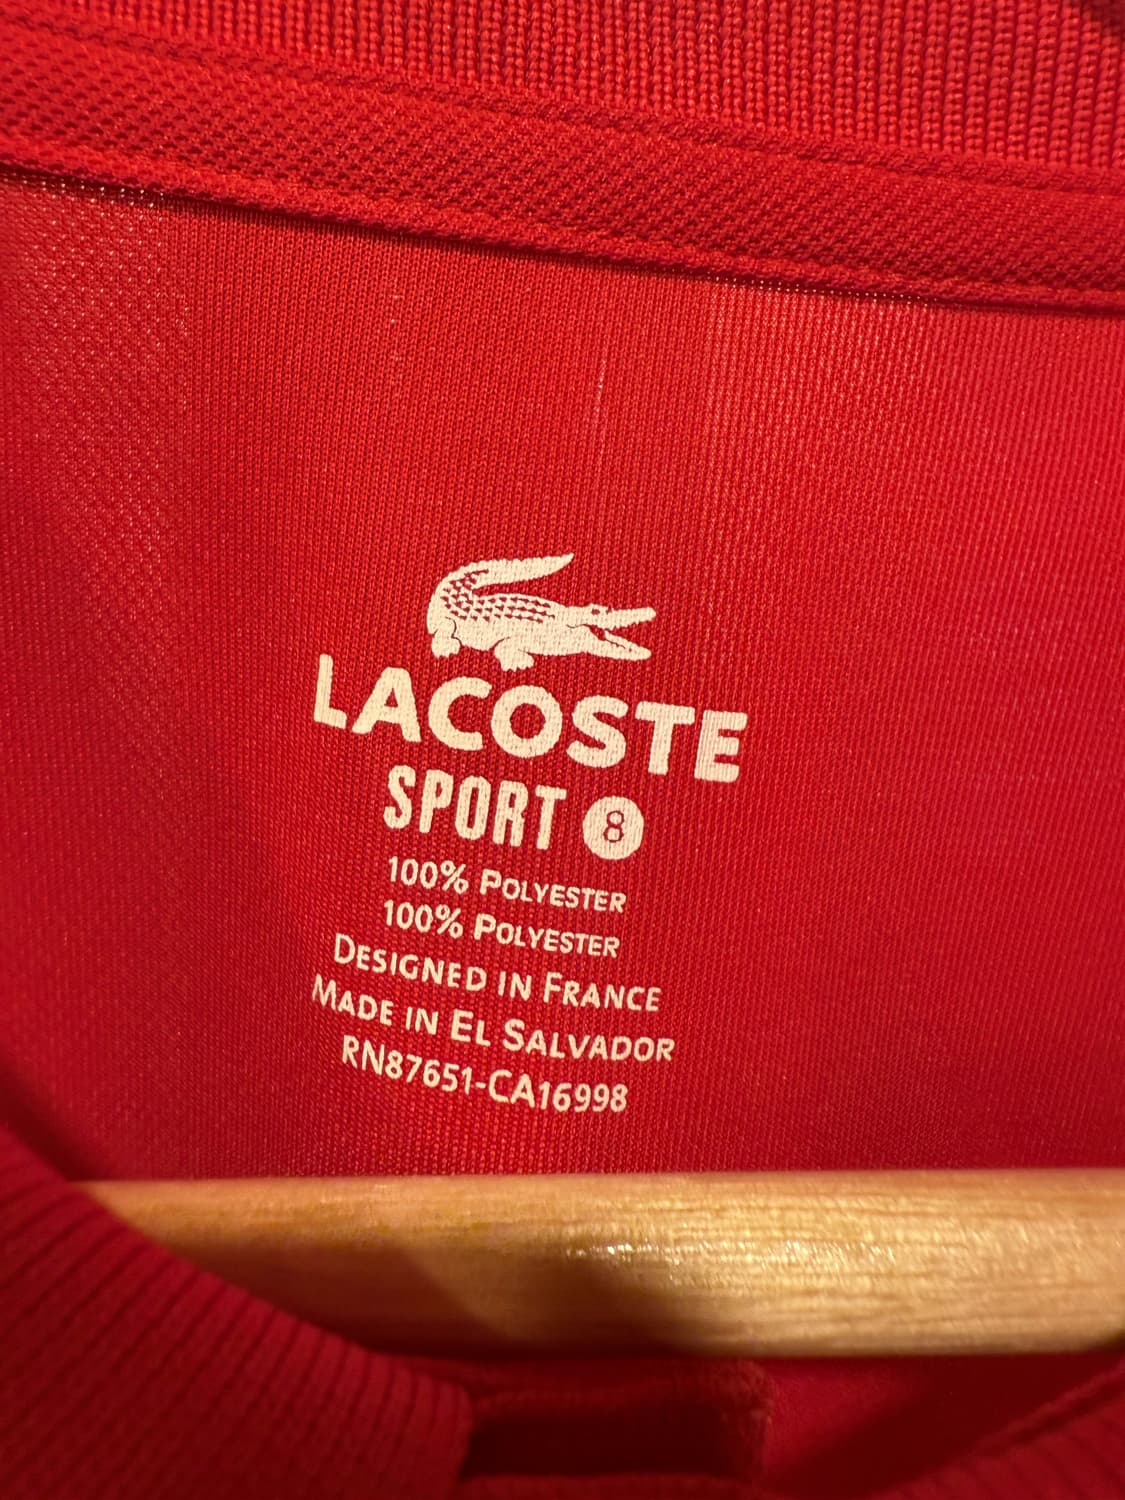 LACOSTE
SPORT 8
100% POLYESTER
100% POLYESTER
DESIGNED IN FRANCE
MADE IN EL SALVADOR
RN87651-CA16998